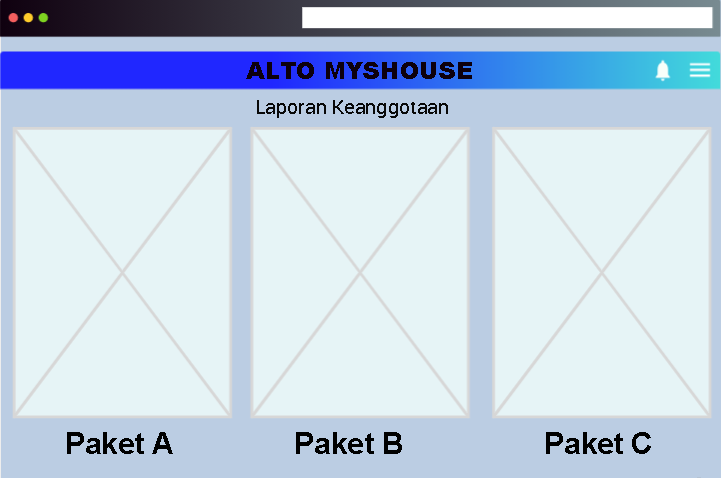 ALTO MYSHOUSE
Laporan Keanggotaan
Paket A
Paket B
Paket C